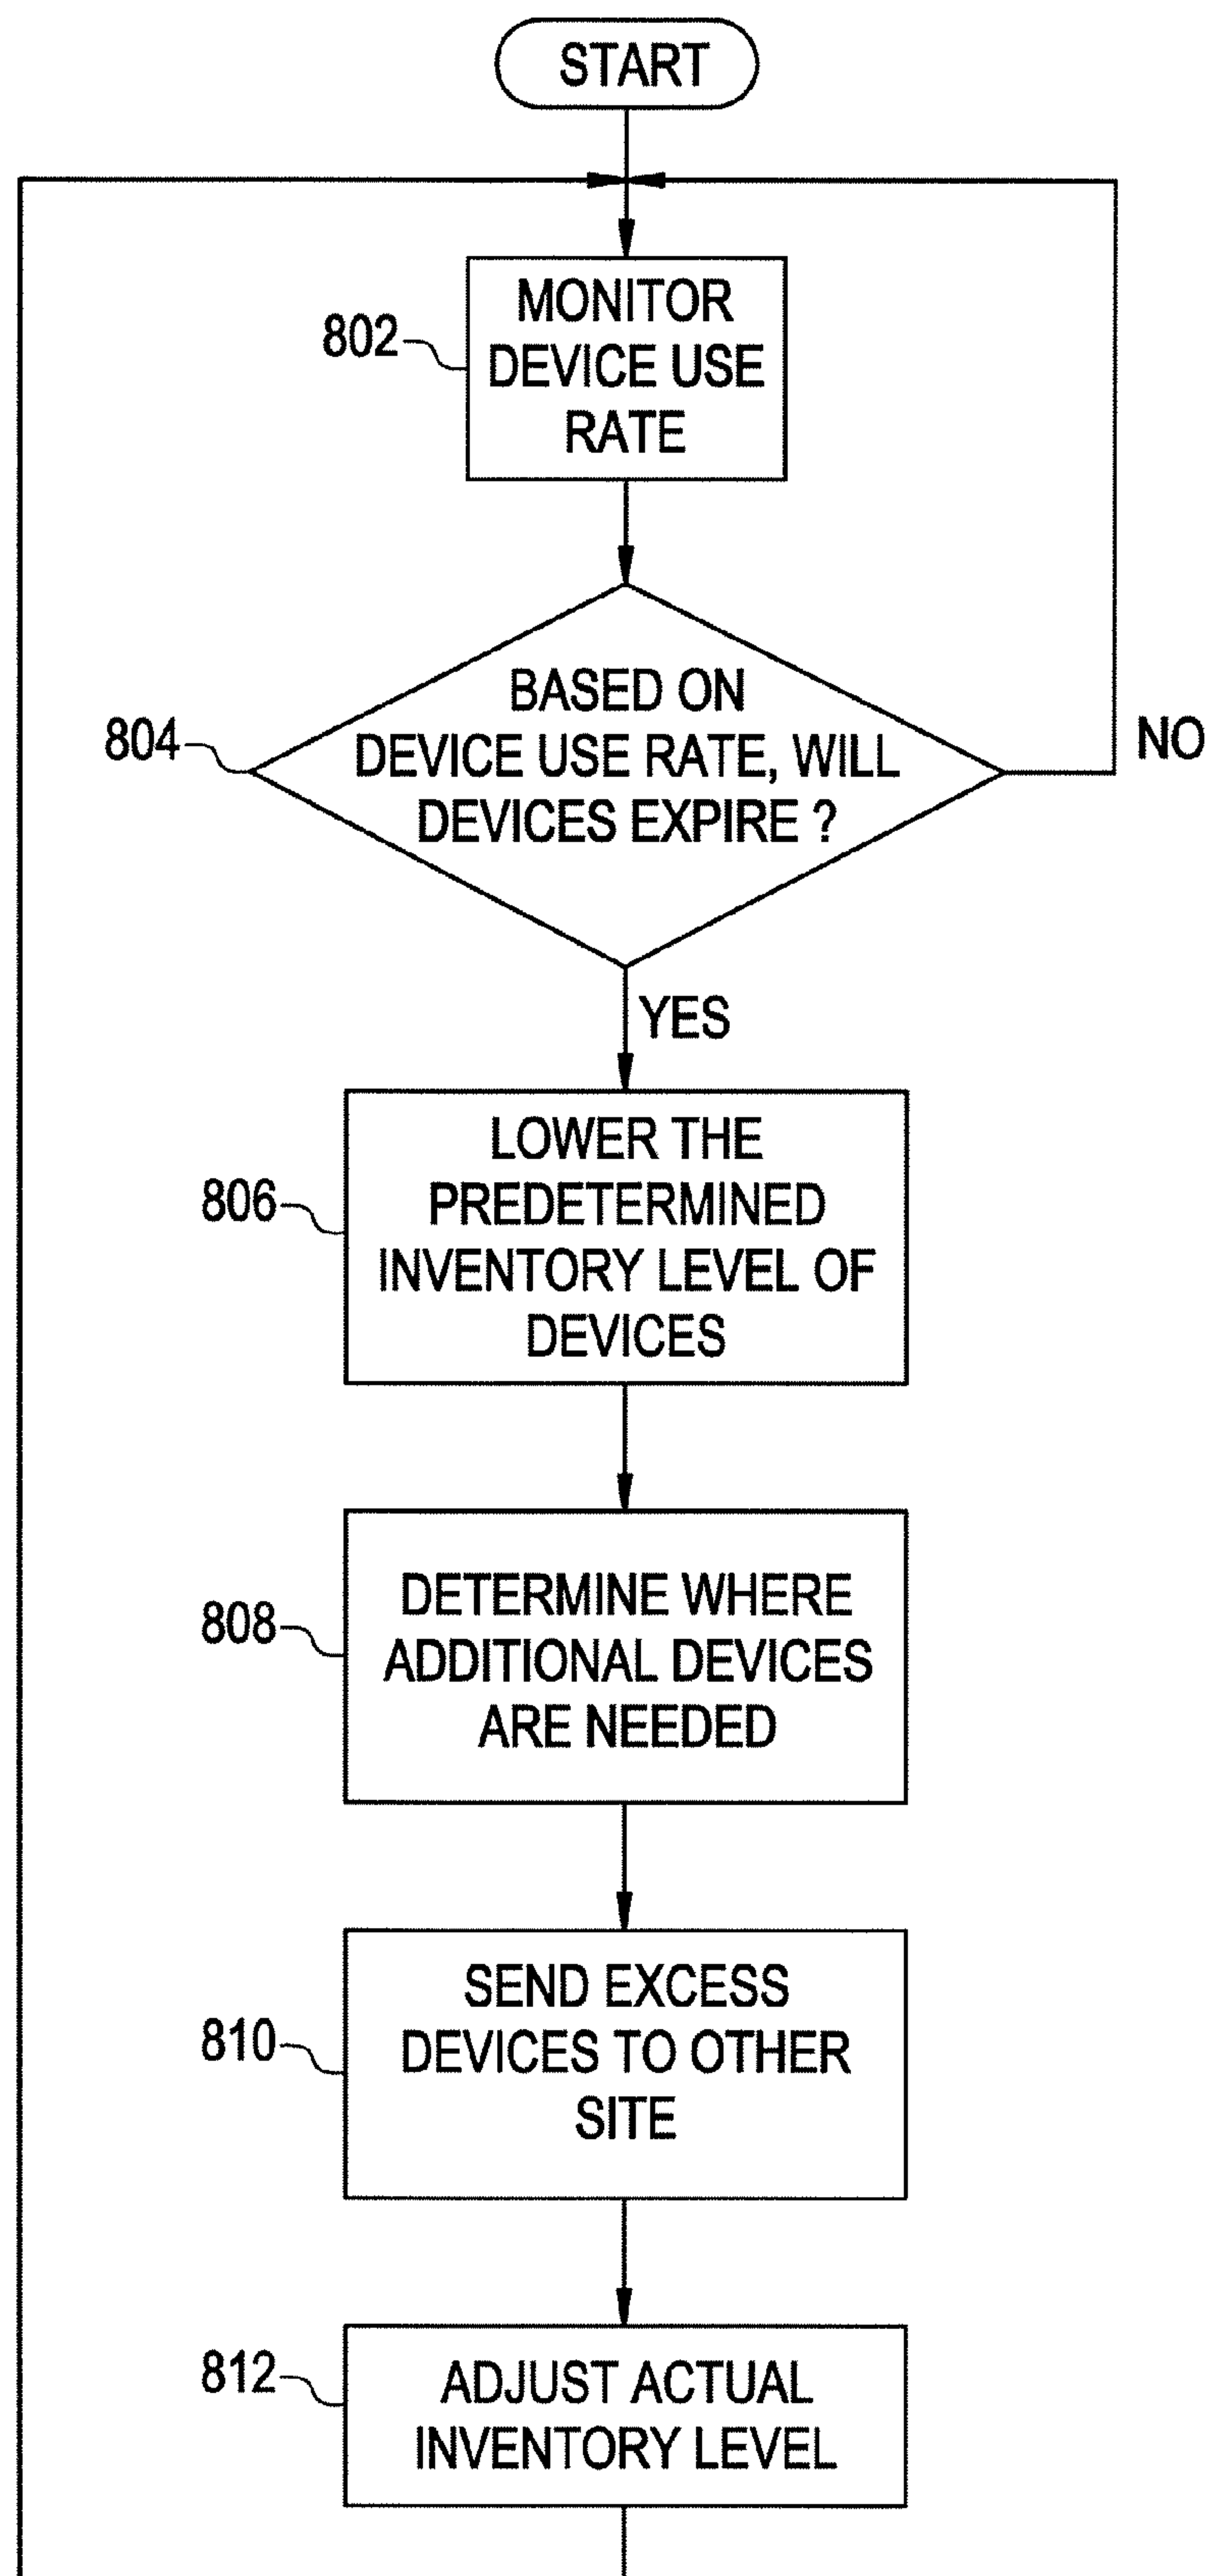 START
802
MONITOR
DEVICE USE
RATE
804
BASED ON
DEVICE USE RATE, WILL
DEVICES EXPIRE ?
NO
YES
806
LOWER THE
PREDETERMINED
INVENTORY LEVEL OF
DEVICES
808
DETERMINE WHERE
ADDITIONAL DEVICES
ARE NEEDED
810
SEND EXCESS
DEVICES TO OTHER
SITE
812
ADJUST ACTUAL
INVENTORY LEVEL